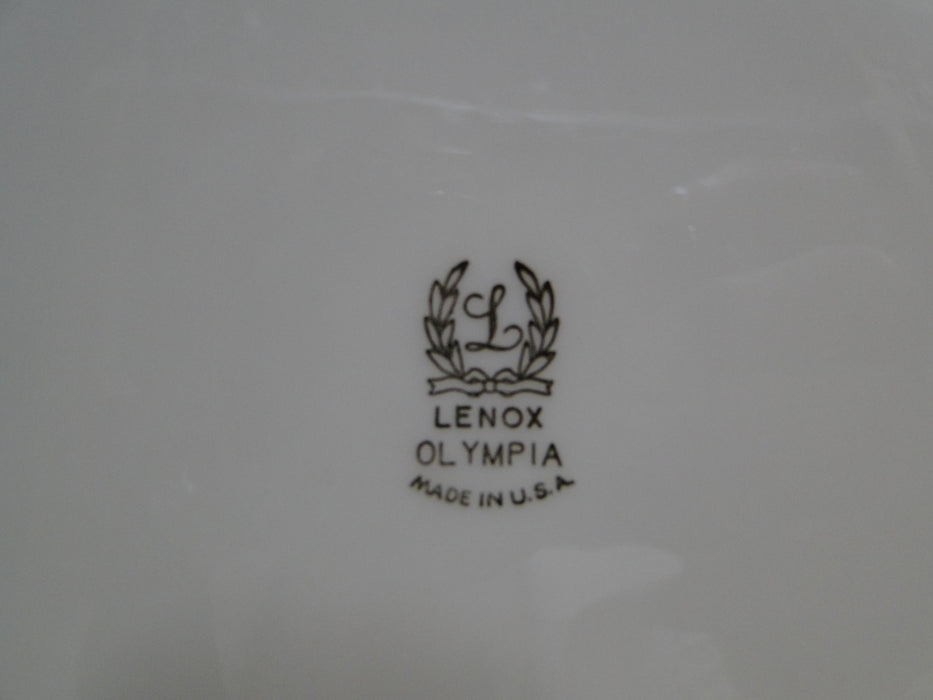 L
LENOX
OLYMPIA
MADE IN U.S.A.